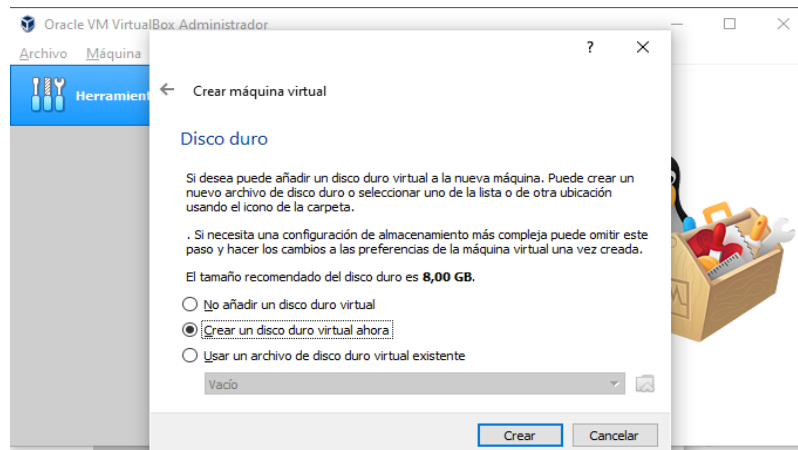 Oracle VM VirtualBox Administrador
Archivo Máquina
? 
Herramient
Crear máquina virtual
Disco duro
Si desea puede añadir un disco duro virtual a la nueva máquina. Puede crear un
nuevo archivo de disco duro o seleccionar uno de la lista o de otra ubicación
usando el icono de la carpeta.
. Si necesita una configuración de almacenamiento más compleja puede omitir este
paso y hacer los cambios a las preferencias de la máquina virtual una vez creada.
El tamaño recomendado del disco duro es 8,00 GB.
No añadir un disco duro virtual
Crear un disco duro virtual ahora
Usar un archivo de disco duro virtual existente
Vacío
Crear Cancelar